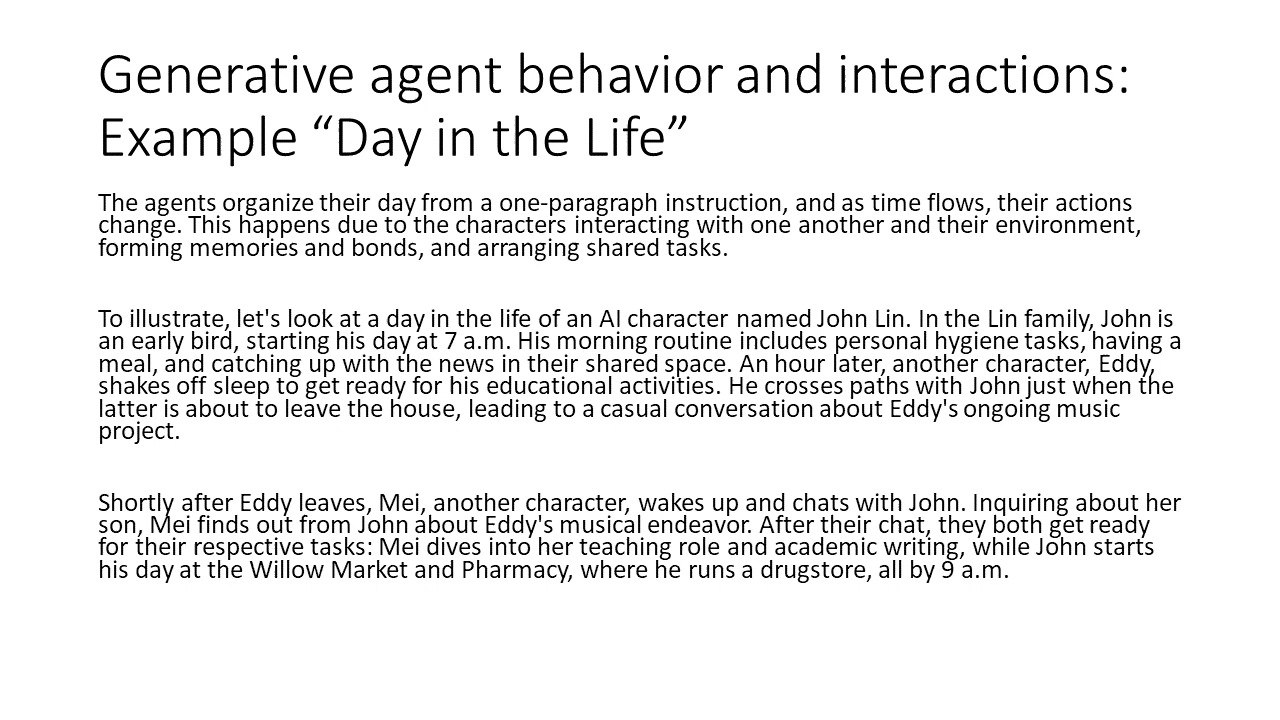 Generative agent behavior and interactions:
Example “Day in the Life”
The agents organize their day from a one-paragraph instruction, and as time flows, their actions
change. This happens due to the characters interacting with one another and their environment,
forming memories and bonds, and arranging shared tasks.
To illustrate, let's look at a day in the life of an AI character named John Lin. In the Lin family, John is
an early bird, starting his day at 7 a.m. His morning routine includes personal hygiene tasks, having a
meal, and catching up with the news in their shared space. An hour later, another character, Eddy,
shakes off sleep to get ready for his educational activities. He crosses paths with John just when the
latter is about to leave the house, leading to a casual conversation about Eddy's ongoing music
project.
Shortly after Eddy leaves, Mei, another character, wakes up and chats with John. Inquiring about her
son, Mei finds out from John about Eddy's musical endeavor. After their chat, they both get ready
for their respective tasks: Mei dives into her teaching role and academic writing, while John starts
his day at the Willow Market and Pharmacy, where he runs a drugstore, all by 9 a.m.